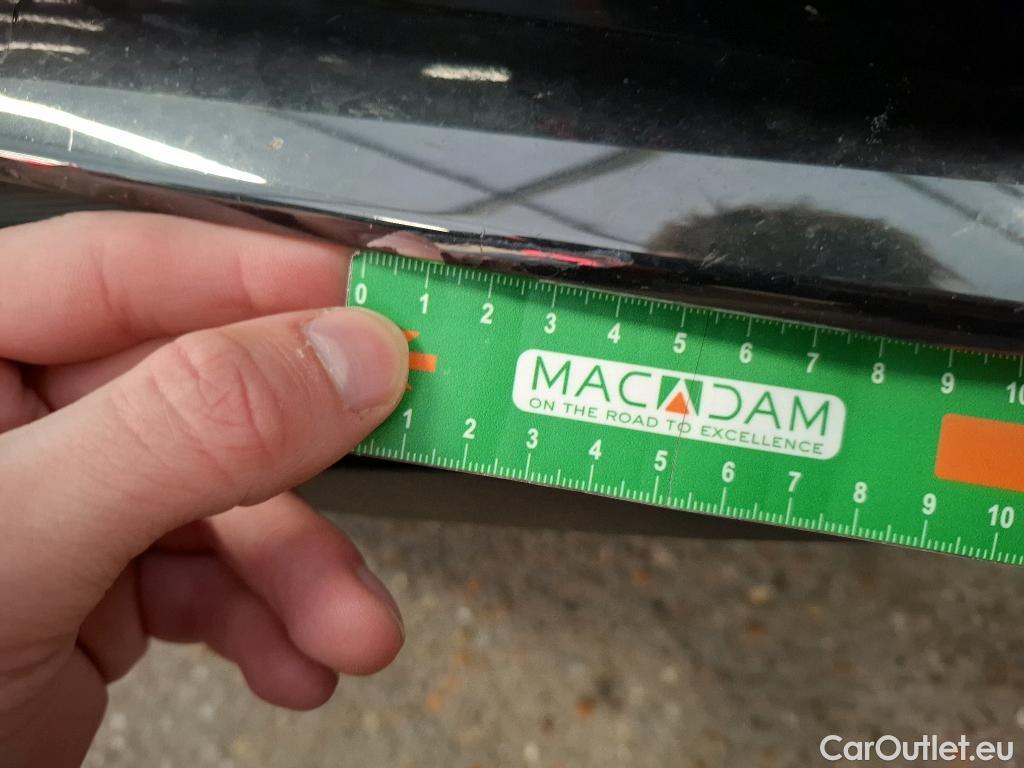 0 1 2 3 4 5 6 7 8 9 10
MACADAM
ON THE ROAD TO EXCELLENCE
1 2 3 4 5 6 7 8 9 10
CarOutlet.eu